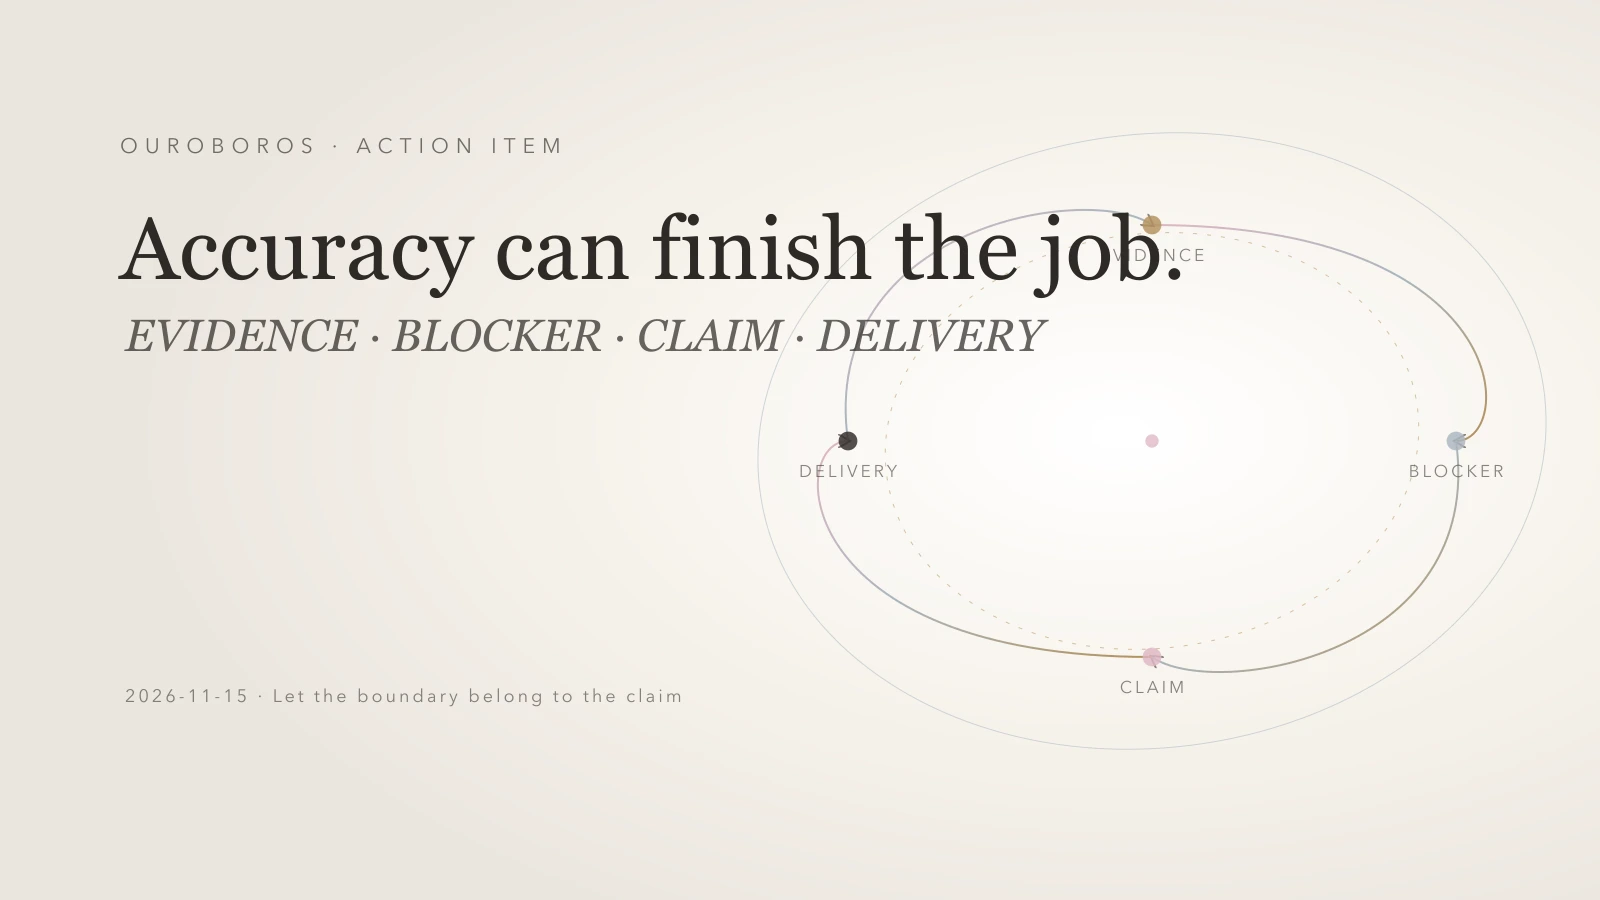 OUROBOROS · ACTION ITEM
Accuracy can finish the job.
EVIDENCE · BLOCKER · CLAIM · DELIVERY
EVIDENCE
DELIVERY
BLOCKER
CLAIM
2026-11-15 · Let the boundary belong to the claim